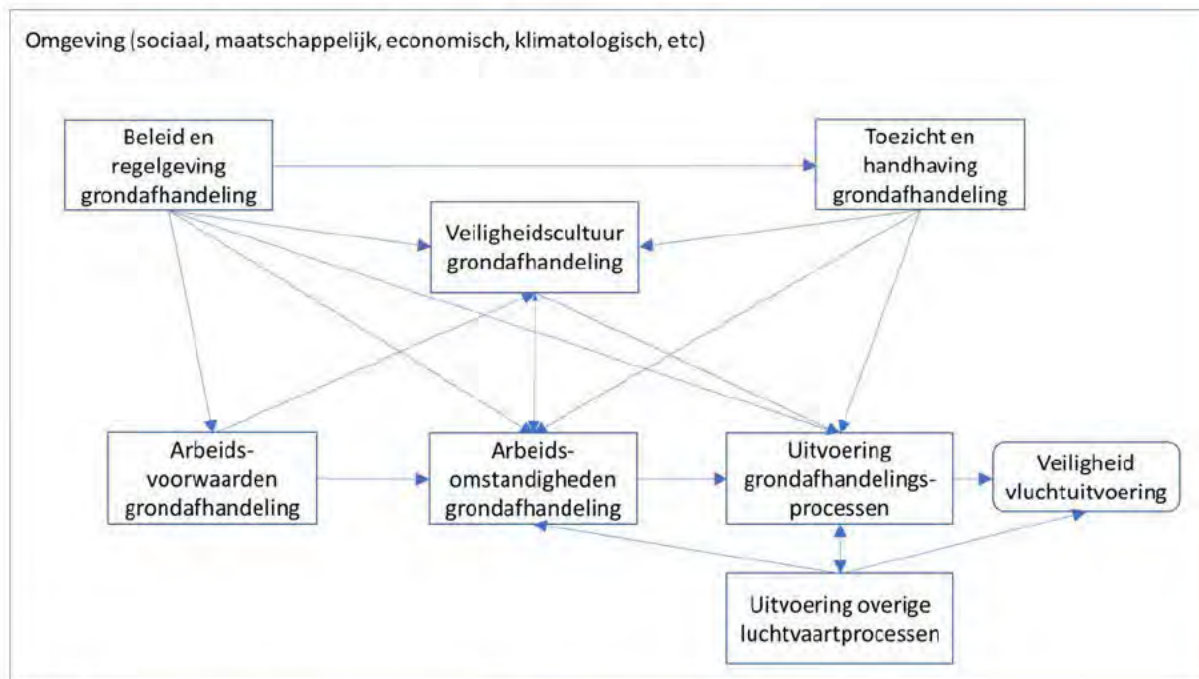 Omgeving (sociaal, maatschappelijk, economisch, klimatologisch, etc)
Beleid en
regelgeving
grondafhandeling
Toezicht en
handhaving
grondafhandeling
Veiligheidscultuur
grondafhandeling
Arbeids-
voorwaarden
grondafhandeling
Arbeids-
omstandigheden
grondafhandeling
Uitvoering
grondafhandelings-
processen
Veiligheid
vluchtuitvoering
Uitvoering overige
luchtvaartprocessen